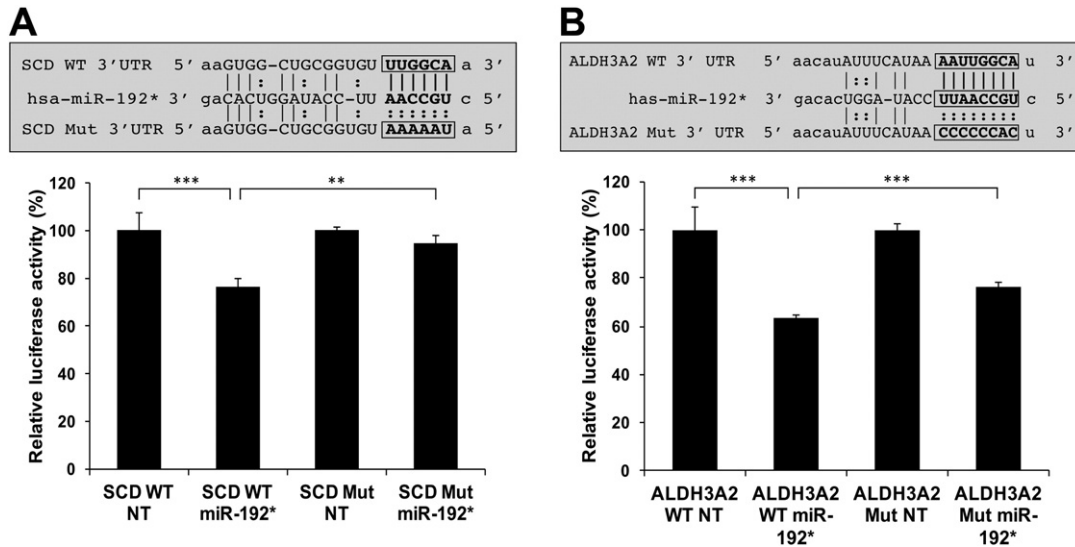 A
SCD WT 3' UTR 5' aaGUGG-CUGCGGUGU UUGGCA a 3'
||| | : || : ||||||
hsa-miR-192* 3' gaCACUGGAUACC-UU AACCGU c 5'
||| | : || : ::::::
SCD Mut 3'UTR 5' aaGUGG-CUGCGGUGU AAAAAU a 5'
Relative luciferase activity (%)
120
100
80
60
40
20
0
***
**
SCD WT
NT
SCD WT
miR-192*
SCD Mut
NT
SCD Mut
miR-192*
B
ALDH3A2 WT 3' UTR 5' aacauAUUUCAUAA AAUUGGCA u 3'
|::| || ||||||||
has-miR-192* 3' gacacUGGA-UACC UUAACCGU c 5'
|::| || ::::::::
ALDH3A2 Mut 3' UTR 5' aacauAUUUCAUAA CCCCCCAC u 3'
Relative luciferase activity (%)
120
100
80
60
40
20
0
***
***
ALDH3A2
WT NT
ALDH3A2
WT miR-
192*
ALDH3A2
Mut NT
ALDH3A2
Mut miR-
192*